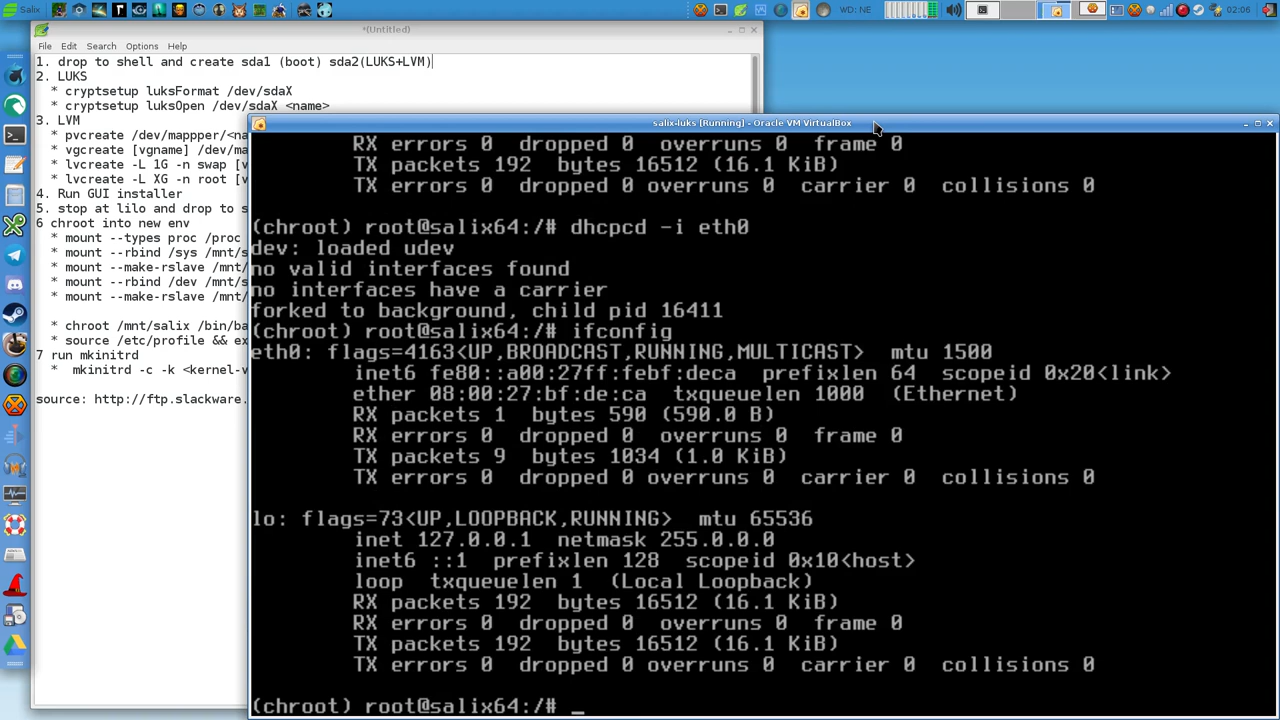 Salix
WD: NE
02:06
*(Untitled)
File Edit Search Options Help
1. drop to shell and create sda1 (boot) sda2(LUKS+LVM)
2. LUKS
* cryptsetup luksFormat /dev/sdaX
* cryptsetup luksOpen /dev/sdaX <name>
3. LVM
* pvcreate /dev/mappper/<na
* vgcreate [vgname] /dev/ma
* lvcreate -L 1G -n swap [v
* lvcreate -L XG -n root [v
4. Run GUI installer
5. stop at lilo and drop to s
6 chroot into new env
* mount --types proc /proc
* mount --rbind /sys /mnt/s
* mount --make-rslave /mnt/
* mount --rbind /dev /mnt/s
* mount --make-rslave /mnt/
* chroot /mnt/salix /bin/ba
* source /etc/profile && ex
7 run mkinitrd
* mkinitrd -c -k <kernel-v
source: http://ftp.slackware.
salix-luks [Running] - Oracle VM VirtualBox
RX errors 0 dropped 0 overruns 0 frame 0
TX packets 192 bytes 16512 (16.1 KiB)
TX errors 0 dropped 0 overruns 0 carrier 0 collisions 0
(chroot) root@salix64:/# dhcpcd -i eth0
dev: loaded udev
no valid interfaces found
no interfaces have a carrier
forked to background, child pid 16411
(chroot) root@salix64:/# ifconfig
eth0: flags=4163<UP,BROADCAST,RUNNING,MULTICAST> mtu 1500
inet6 fe80::a00:27ff:febf:deca prefixlen 64 scopeid 0x20<link>
ether 08:00:27:bf:de:ca txqueuelen 1000 (Ethernet)
RX packets 1 bytes 590 (590.0 B)
RX errors 0 dropped 0 overruns 0 frame 0
TX packets 9 bytes 1034 (1.0 KiB)
TX errors 0 dropped 0 overruns 0 carrier 0 collisions 0
lo: flags=73<UP,LOOPBACK,RUNNING> mtu 65536
inet 127.0.0.1 netmask 255.0.0.0
inet6 ::1 prefixlen 128 scopeid 0x10<host>
loop txqueuelen 1 (Local Loopback)
RX packets 192 bytes 16512 (16.1 KiB)
RX errors 0 dropped 0 overruns 0 frame 0
TX packets 192 bytes 16512 (16.1 KiB)
TX errors 0 dropped 0 overruns 0 carrier 0 collisions 0
(chroot) root@salix64:/# _